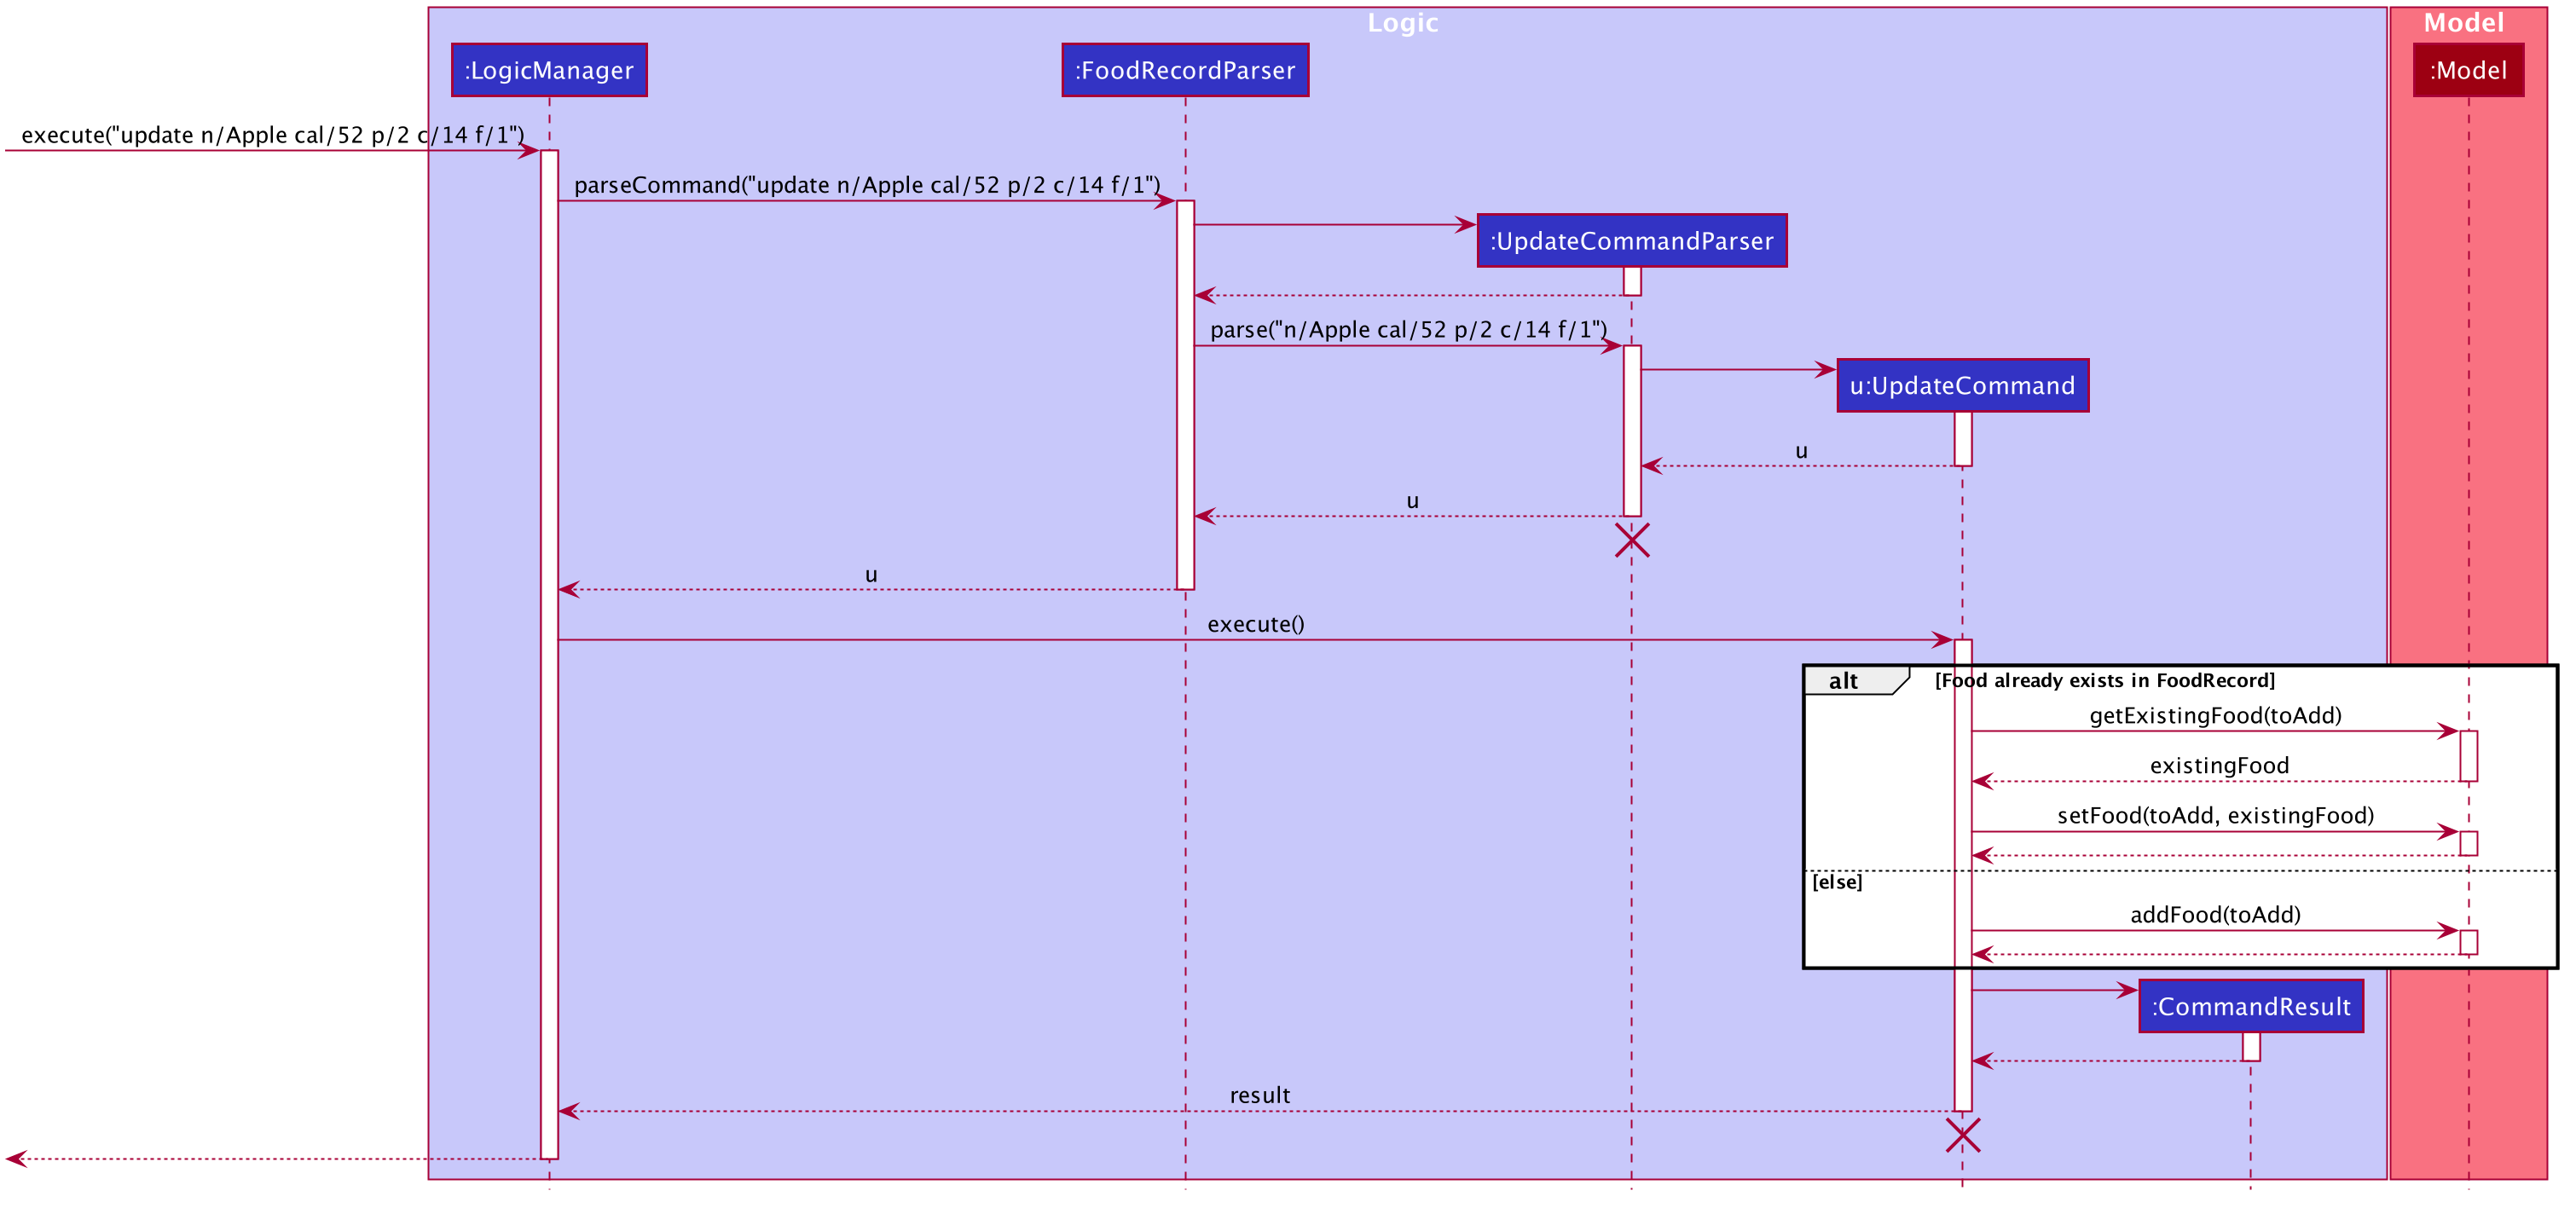 Logic
Model
:LogicManager
:FoodRecordParser
:Model
execute("update n/Apple cal/52 p/2 c/14 f/1")
parseCommand("update n/Apple cal/52 p/2 c/14 f/1")
:UpdateCommandParser
parse("n/Apple cal/52 p/2 c/14 f/1")
u:UpdateCommand
u
u
u
execute()
alt [Food already exists in FoodRecord]
getExistingFood(toAdd)
existingFood
setFood(toAdd, existingFood)
[else]
addFood(toAdd)
:CommandResult
result